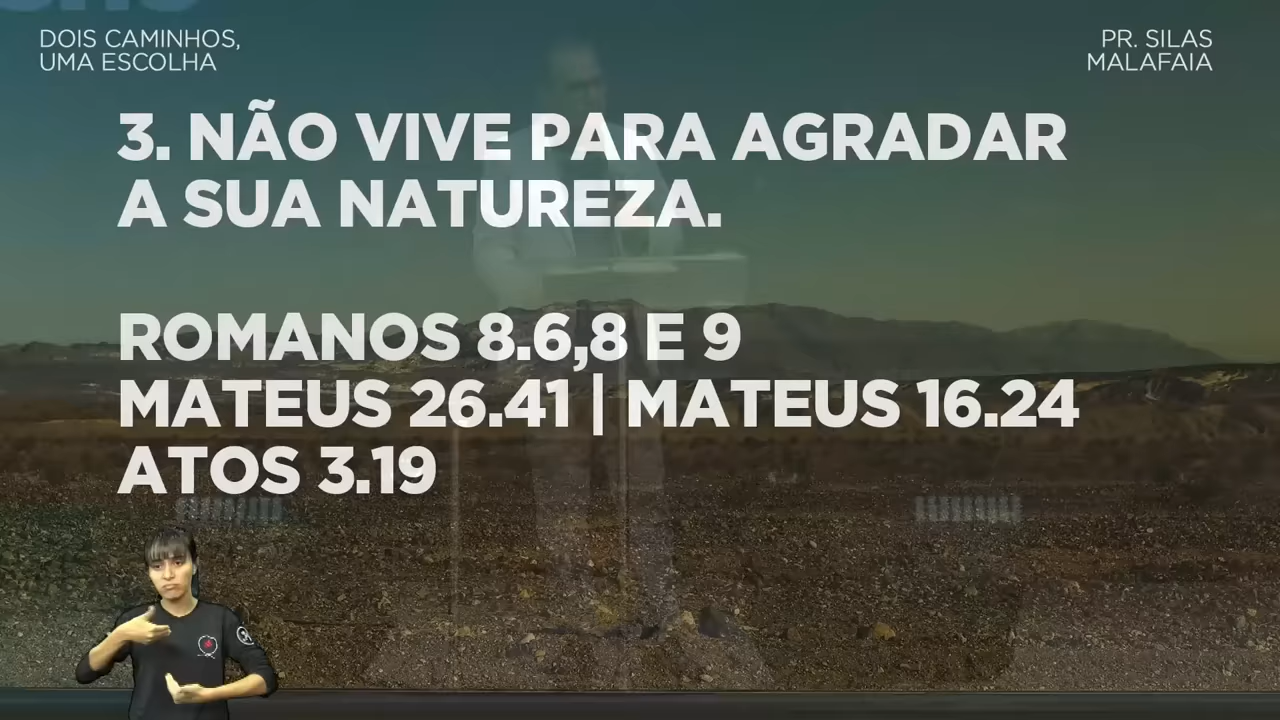 DOIS CAMINHOS,
UMA ESCOLHA
PR. SILAS
MALAFAIA
3. NÃO VIVE PARA AGRADAR
A SUA NATUREZA.
ROMANOS 8.6,8 E 9
MATEUS 26.41 | MATEUS 16.24
ATOS 3.19